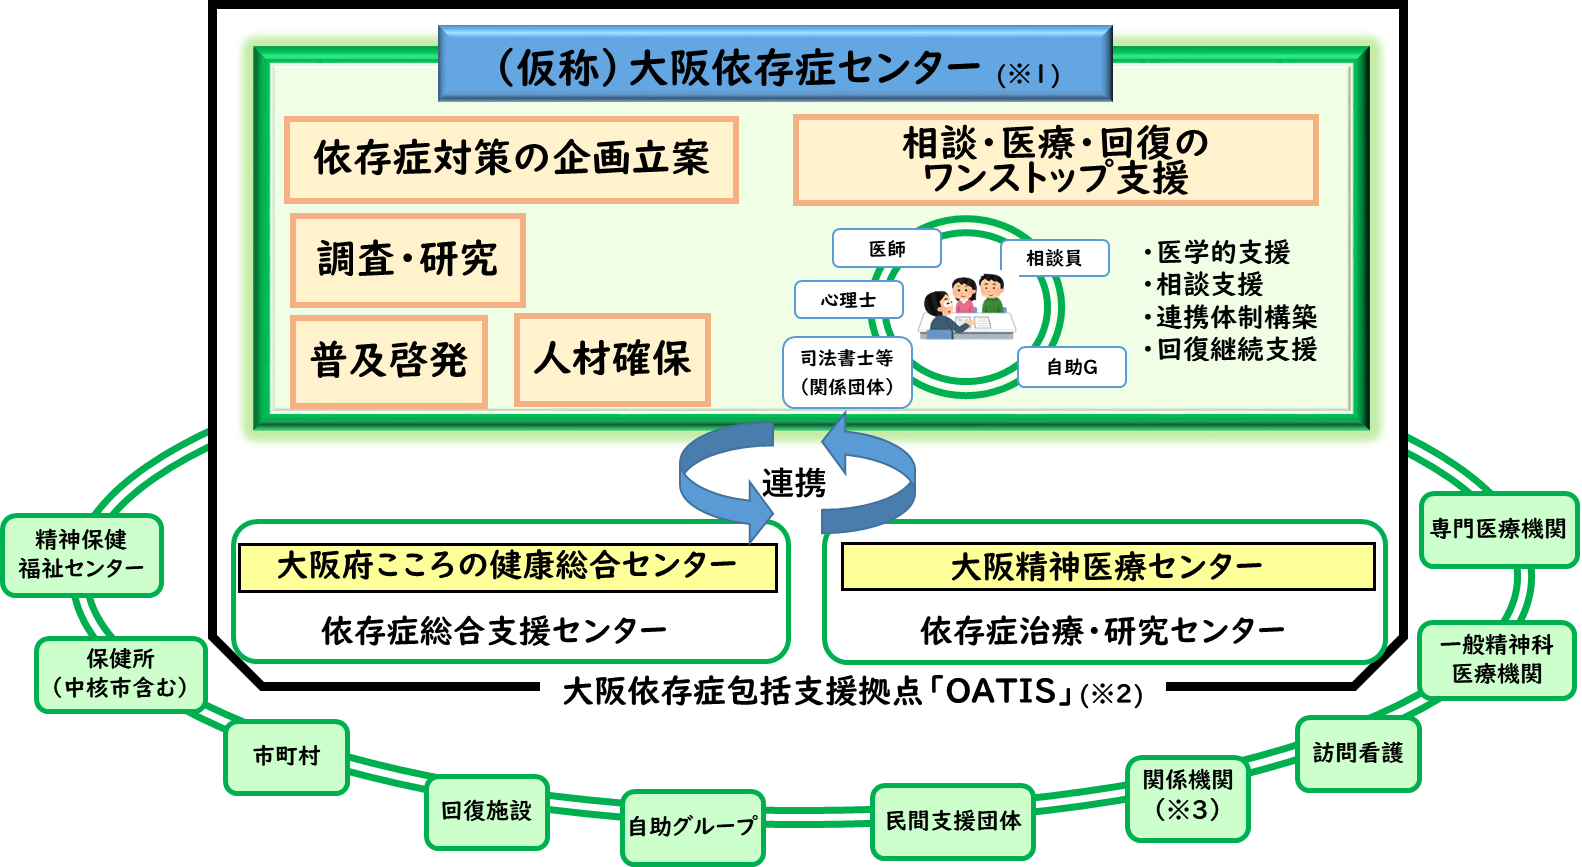 （仮称）大阪依存症センター (※1)
依存症対策の企画立案
調査・研究
普及啓発
人材確保
相談・医療・回復の
ワンストップ支援
医師
相談員
心理士
司法書士等
（関係団体）
自助G
・医学的支援
・相談支援
・連携体制構築
・回復継続支援
連携
大阪府こころの健康総合センター
依存症総合支援センター
大阪精神医療センター
依存症治療・研究センター
大阪依存症包括支援拠点「OATIS」(※2)
精神保健
福祉センター
保健所
（中核市含む）
市町村
回復施設
自助グループ
民間支援団体
関係機関
（※3）
訪問看護
一般精神科
医療機関
専門医療機関